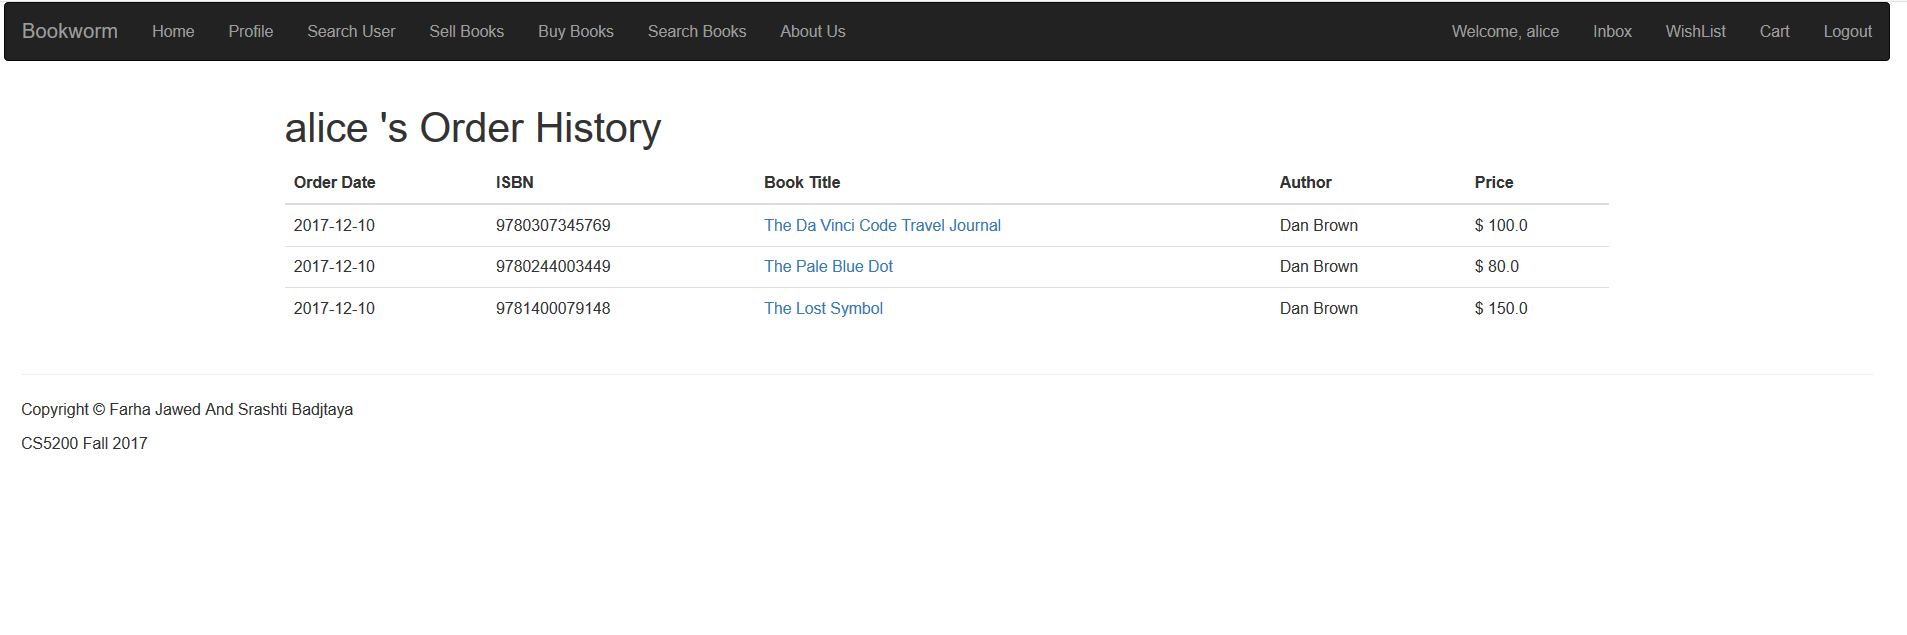 Bookworm Home Profile Search User Sell Books Buy Books Search Books About Us Welcome, alice Inbox WishList Cart Logout
alice 's Order History
Order Date ISBN Book Title Author Price
2017-12-10 9780307345769 The Da Vinci Code Travel Journal Dan Brown $ 100.0
2017-12-10 9780244003449 The Pale Blue Dot Dan Brown $ 80.0
2017-12-10 9781400079148 The Lost Symbol Dan Brown $ 150.0
Copyright © Farha Jawed And Srashti Badjtaya
CS5200 Fall 2017